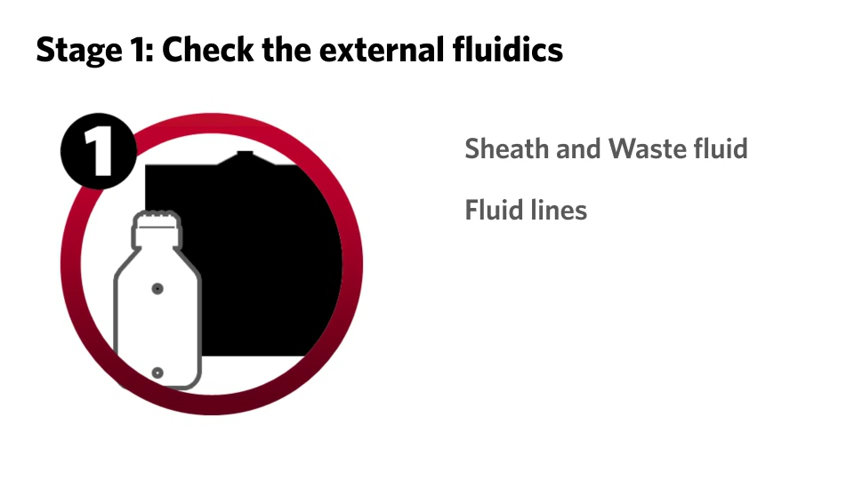 Stage 1: Check the external fluidics
1
Sheath and Waste fluid
Fluid lines